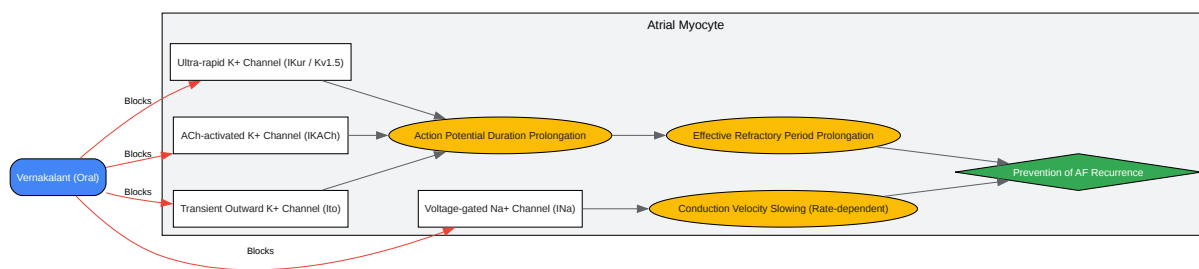 Atrial Myocyte
Ultra-rapid K+ Channel (IKur / Kv1.5)
Blocks
ACh-activated K+ Channel (IKACh)
Action Potential Duration Prolongation
Effective Refractory Period Prolongation
Blocks
Vernakalant (Oral)
Prevention of AF Recurrence
Blocks
Transient Outward K+ Channel (Ito)
Voltage-gated Na+ Channel (INa)
Conduction Velocity Slowing (Rate-dependent)
Blocks